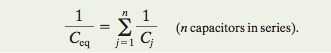 1/C_eq = Σ_{j=1}^{n} 1/C_j (n capacitors in series).